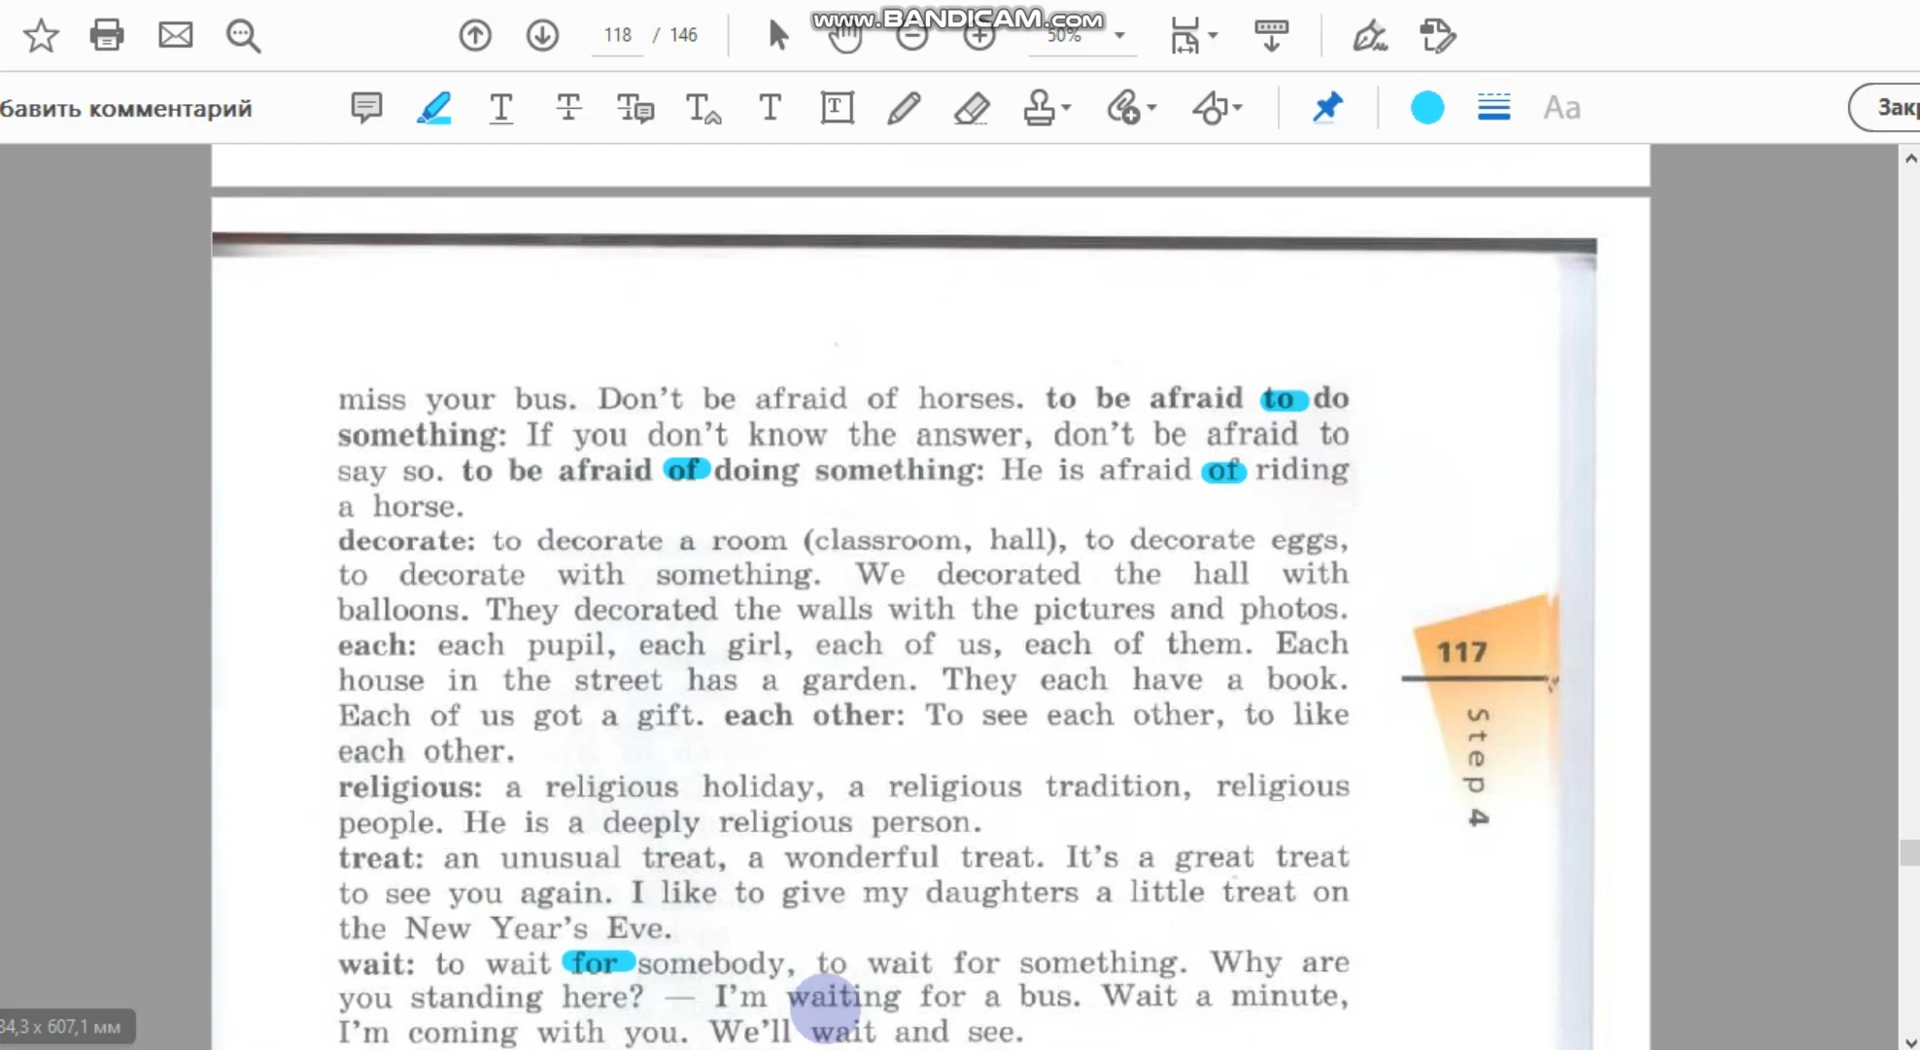 www.BANDICAM.com
118 / 146
50%
бавить комментарий
Aa
miss your bus. Don't be afraid of horses. to be afraid to do
something: If you don't know the answer, don't be afraid to
say so. to be afraid of doing something: He is afraid of riding
a horse.
decorate: to decorate a room (classroom, hall), to decorate eggs,
to decorate with something. We decorated the hall with
balloons. They decorated the walls with the pictures and photos.
each: each pupil, each girl, each of us, each of them. Each
house in the street has a garden. They each have a book.
Each of us got a gift. each other: To see each other, to like
each other.
religious: a religious holiday, a religious tradition, religious
people. He is a deeply religious person.
treat: an unusual treat, a wonderful treat. It's a great treat
to see you again. I like to give my daughters a little treat on
the New Year's Eve.
wait: to wait for somebody, to wait for something. Why are
you standing here? — I'm waiting for a bus. Wait a minute,
I'm coming with you. We'll wait and see.
117
Step 4
34,3 x 607,1 мм